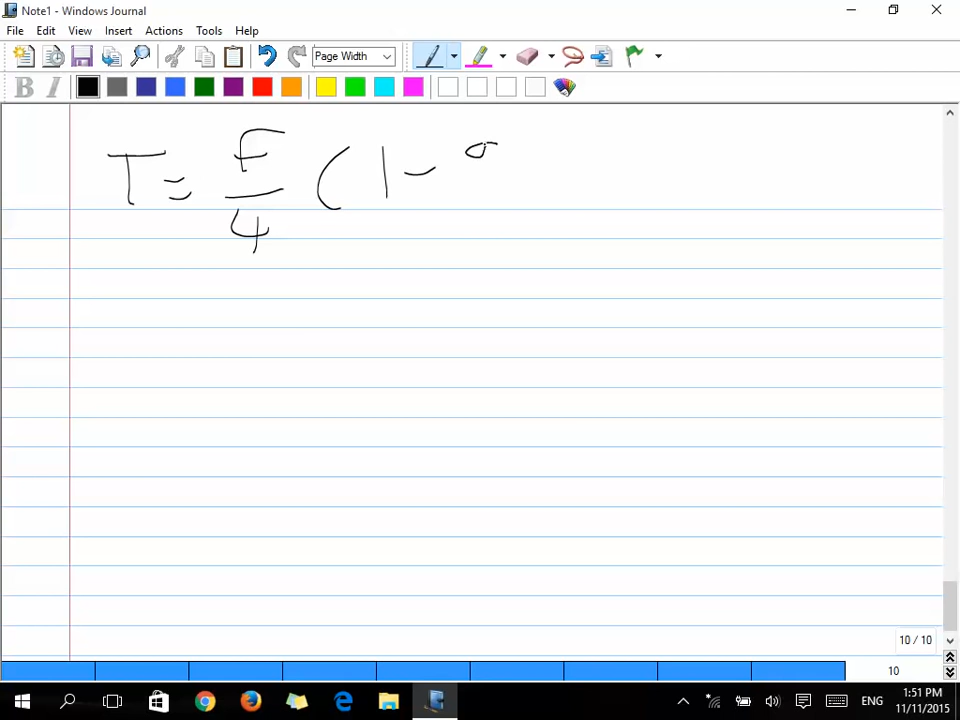 Note1 - Windows Journal
File Edit View Insert Actions Tools Help
Page Width
B I
T = F/4 ( 1 - σ
10 / 10
10
ENG
1:51 PM
11/11/2015